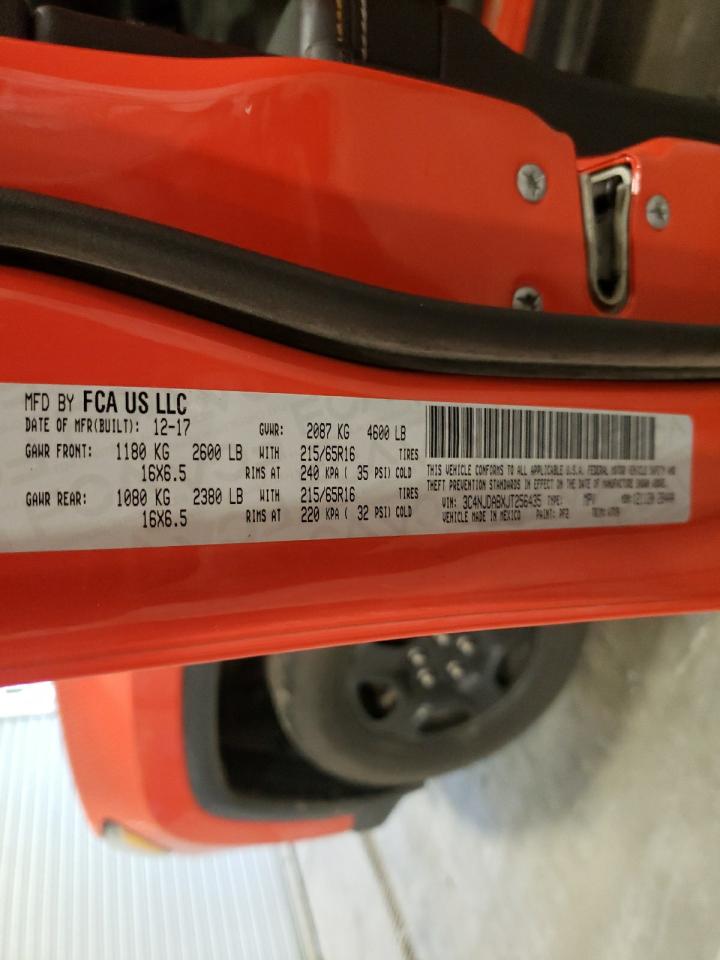 MFD BY FCA US LLC
DATE OF MFR(BUILT): 12-17 GVWR: 2087 KG 4600 LB
GAWR FRONT: 1180 KG 2600 LB WITH 215/65R16 TIRES
16X6.5 RIMS AT 240 KPA ( 35 PSI) COLD
GAWR REAR: 1080 KG 2380 LB WITH 215/65R16 TIRES
16X6.5 RIMS AT 220 KPA ( 32 PSI) COLD
THIS VEHICLE CONFORMS TO ALL APPLICABLE U.S.A. FEDERAL MOTOR VEHICLE SAFETY AND
THEFT PREVENTION STANDARDS IN EFFECT ON THE DATE OF MANUFACTURE SHOWN ABOVE.
VIN: 3C4NJDABXJT256435 TYPE: MPV MDH:
VEHICLE MADE IN MEXICO PAINT: PF2 TRIM: